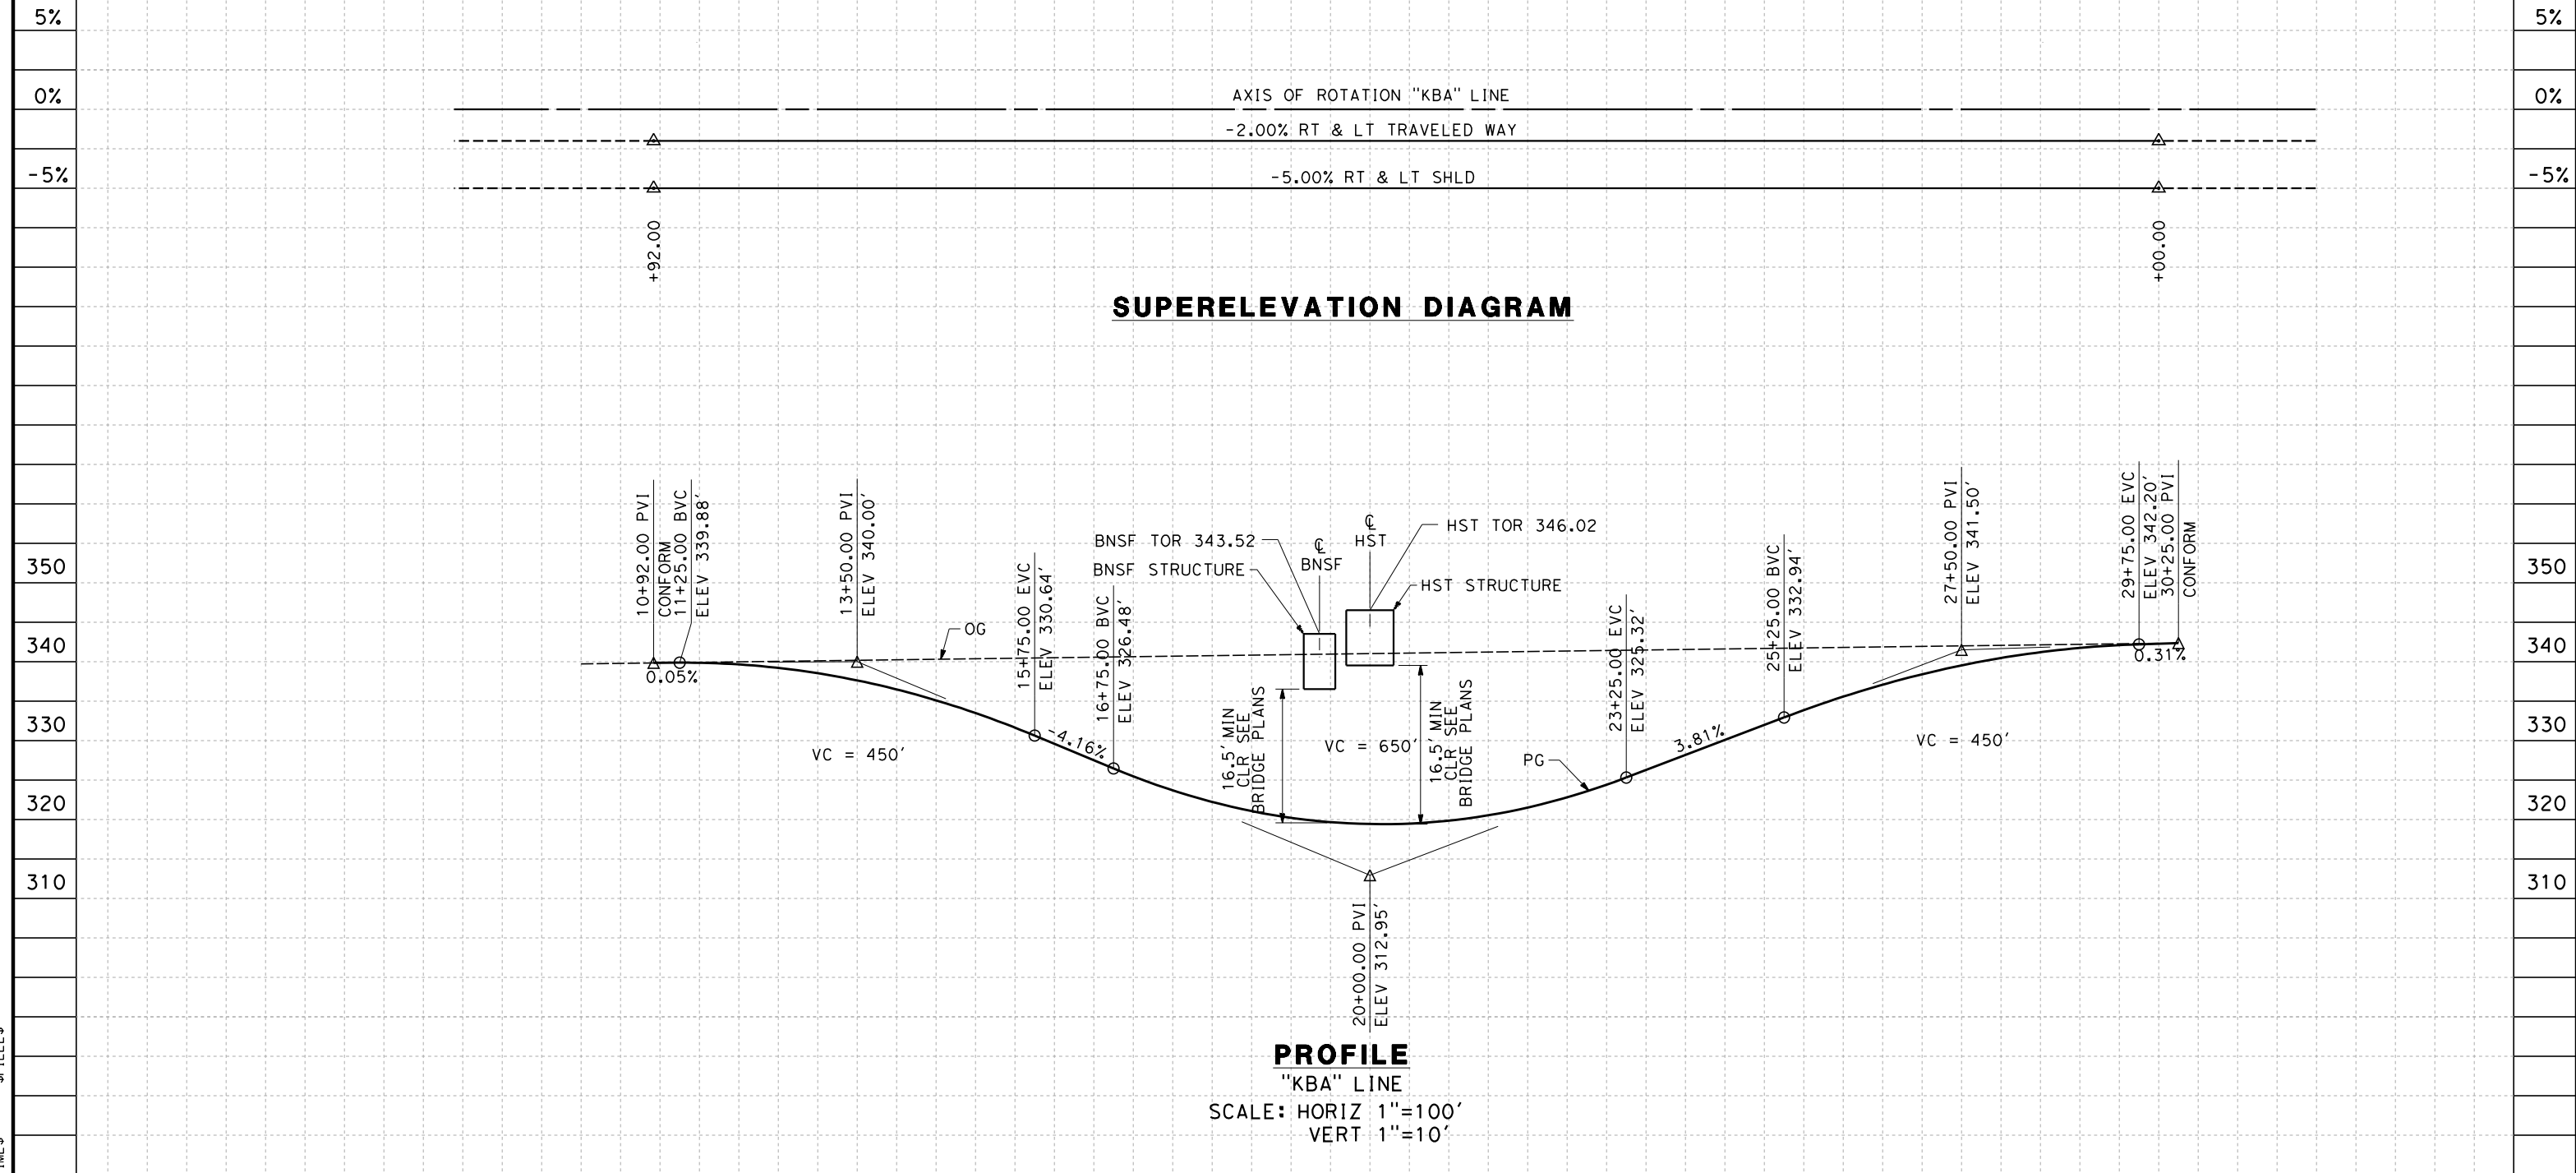 5%
5%
0%
0%
AXIS OF ROTATION "KBA" LINE
-2.00% RT & LT TRAVELED WAY
-5%
-5%
-5.00% RT & LT SHLD
+92.00
+00.00
SUPERELEVATION DIAGRAM
10+92.00 PVI
CONFORM
11+25.00 BVC
ELEV 339.88'
13+50.00 PVI
ELEV 340.00'
15+75.00 EVC
ELEV 330.64'
16+75.00 BVC
ELEV 326.48'
BNSF TOR 343.52
BNSF STRUCTURE
℄
BNSF
℄
HST
HST TOR 346.02
HST STRUCTURE
23+25.00 EVC
ELEV 325.32'
25+25.00 BVC
ELEV 332.94'
27+50.00 PVI
ELEV 341.50'
29+75.00 EVC
ELEV 342.20'
30+25.00 PVI
CONFORM
350
350
340
340
OG
0.05%
0.31%
330
330
-4.16%
3.81%
VC = 450'
16.5' MIN
CLR SEE
BRIDGE PLANS
VC = 650'
16.5' MIN
CLR SEE
BRIDGE PLANS
PG
VC = 450'
320
320
310
310
20+00.00 PVI
ELEV 312.95'
PROFILE
"KBA" LINE
SCALE: HORIZ 1"=100'
VERT 1"=10'